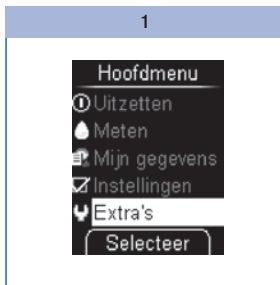 1
Hoofdmenu
Uitzetten
Meten
Mijn gegevens
Instellingen
Extra's
Selecteer